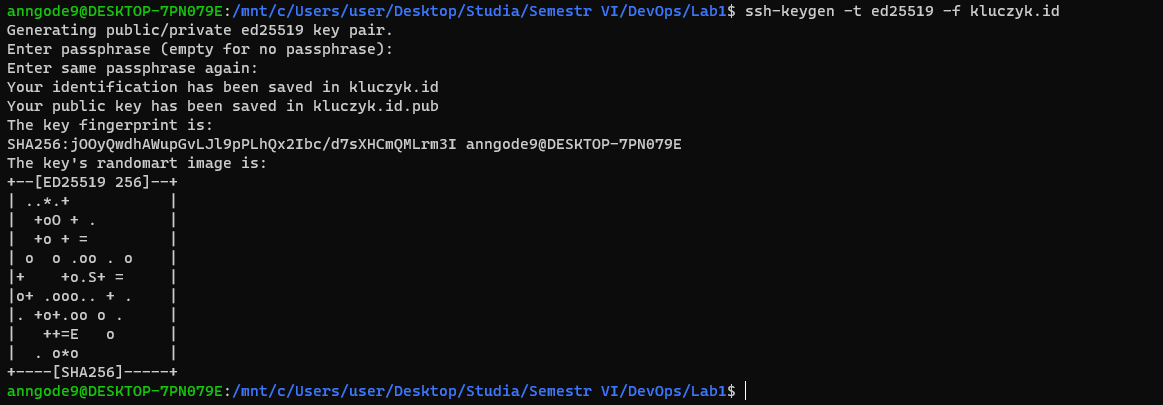 anngode9@DESKTOP-7PN079E:/mnt/c/Users/user/Desktop/Studia/Semestr VI/DevOps/Lab1$ ssh-keygen -t ed25519 -f kluczyk.id
Generating public/private ed25519 key pair.
Enter passphrase (empty for no passphrase):
Enter same passphrase again:
Your identification has been saved in kluczyk.id
Your public key has been saved in kluczyk.id.pub
The key fingerprint is:
SHA256:jOOyQwdhAWupGvLJl9pPLhQx2Ibc/d7sXHCmQMLrm3I anngode9@DESKTOP-7PN079E
The key's randomart image is:
+--[ED25519 256]--+
| ..*.+           |
|  +oO + .        |
|  +o + =         |
| o  o .oo . o    |
|+    +o.S+ =     |
|o+ .ooo.. + .    |
|. +o+.oo o .     |
|   ++=E   o      |
|  . o*o          |
+----[SHA256]-----+
anngode9@DESKTOP-7PN079E:/mnt/c/Users/user/Desktop/Studia/Semestr VI/DevOps/Lab1$